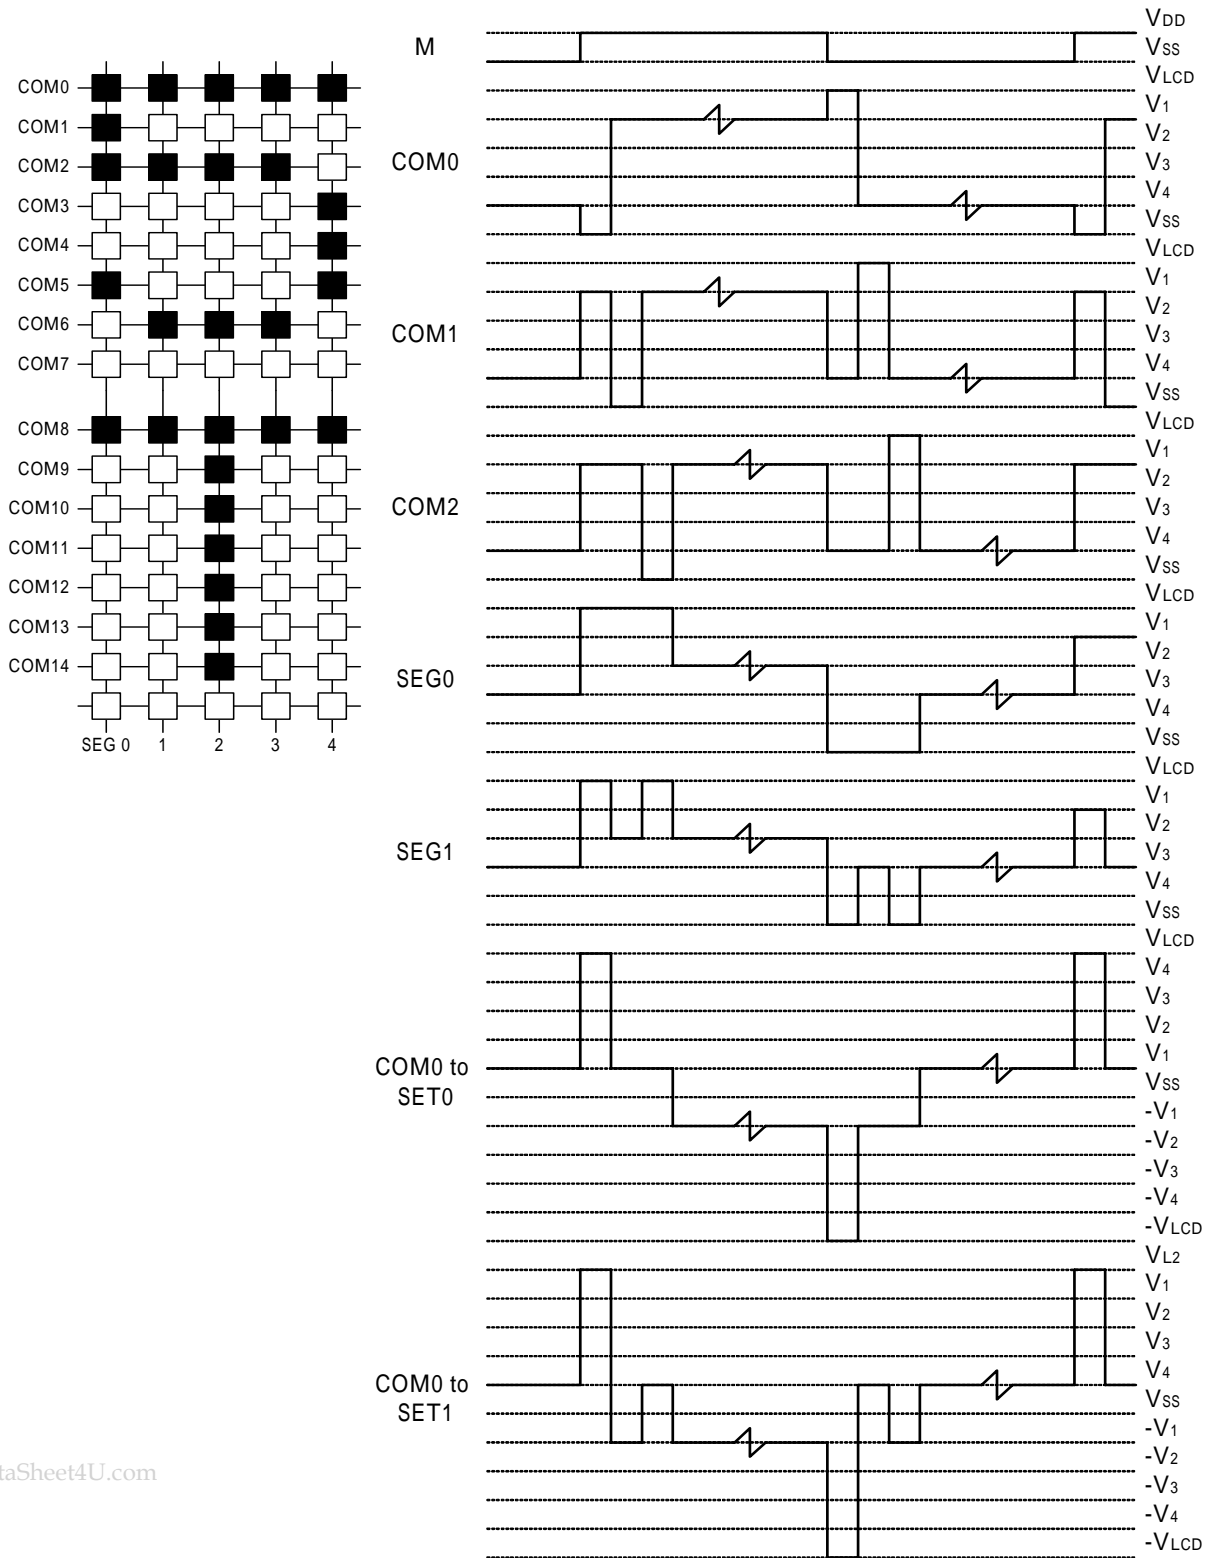 COM0
COM1
COM2
COM3
COM4
COM5
COM6
COM7
COM8
COM9
COM10
COM11
COM12
COM13
COM14
SEG 0 1 2 3 4
M
VDD
VSS
COM0
VLCD
V1
V2
V3
V4
VSS
COM1
VLCD
V1
V2
V3
V4
VSS
COM2
VLCD
V1
V2
V3
V4
VSS
SEG0
VLCD
V1
V2
V3
V4
VSS
SEG1
VLCD
V1
V2
V3
V4
VSS
COM0 to
SET0
VLCD
V4
V3
V2
V1
VSS
-V1
-V2
-V3
-V4
-VLCD
COM0 to
SET1
VL2
V1
V2
V3
V4
VSS
-V1
-V2
-V3
-V4
-VLCD
taSheet4U.com